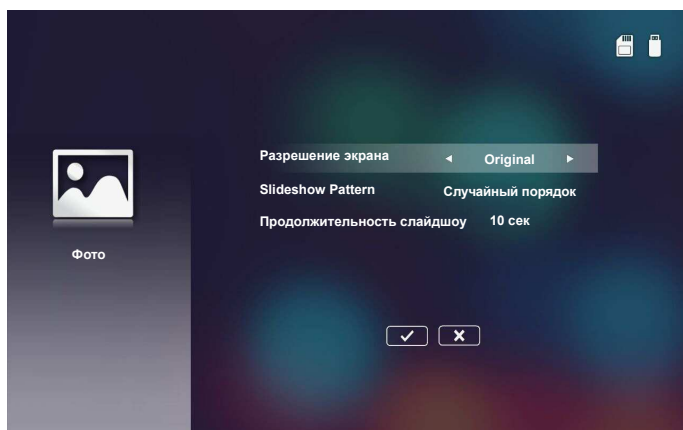 Разрешение экрана Original
Slideshow Pattern Случайный порядок
Продолжительность слайдшоу 10 сек
Фото